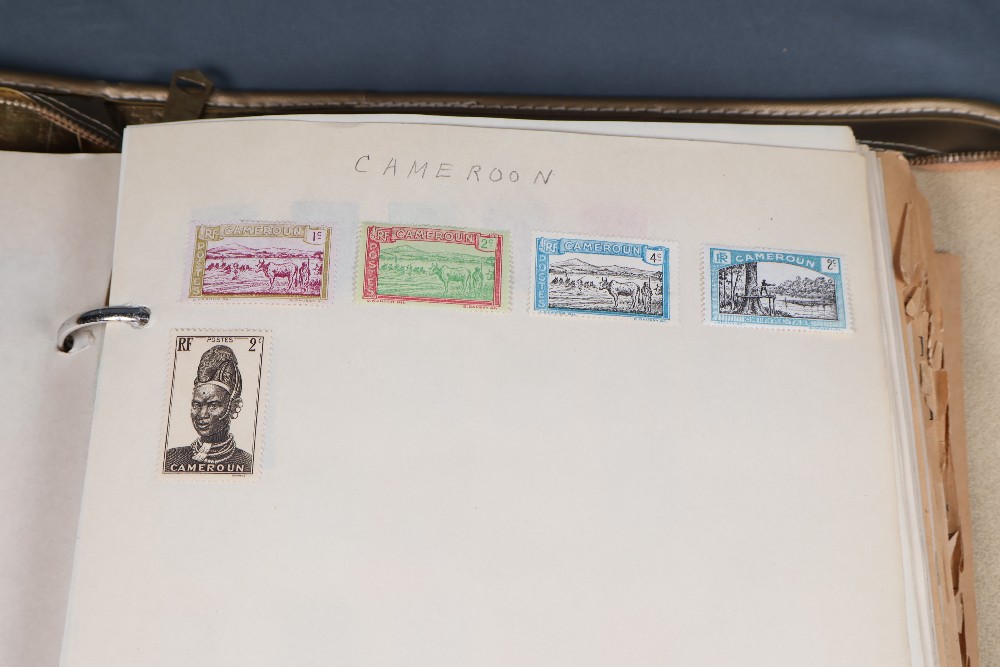 CAMEROON
RF CAMEROUN 1c
POSTES
RF CAMEROUN 2c
POSTES
RF CAMEROUN 4c
POSTES
RF CAMEROUN 2c
POSTES
RF POSTES 2c
CAMEROUN